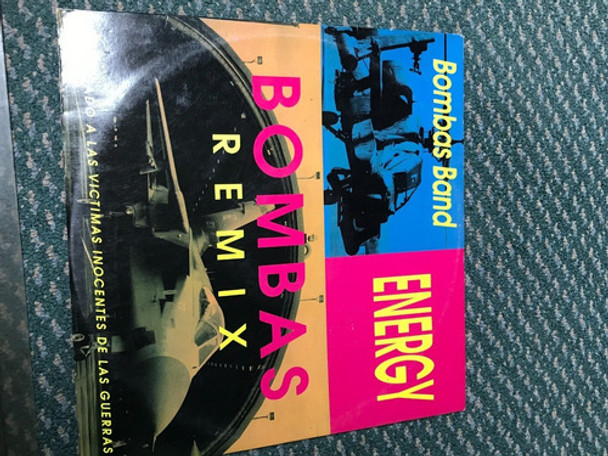 Bombas Band
ENERGY
BOMBAS
REMIX
A LAS VICTIMAS INOCENTES DE LAS GUERRAS